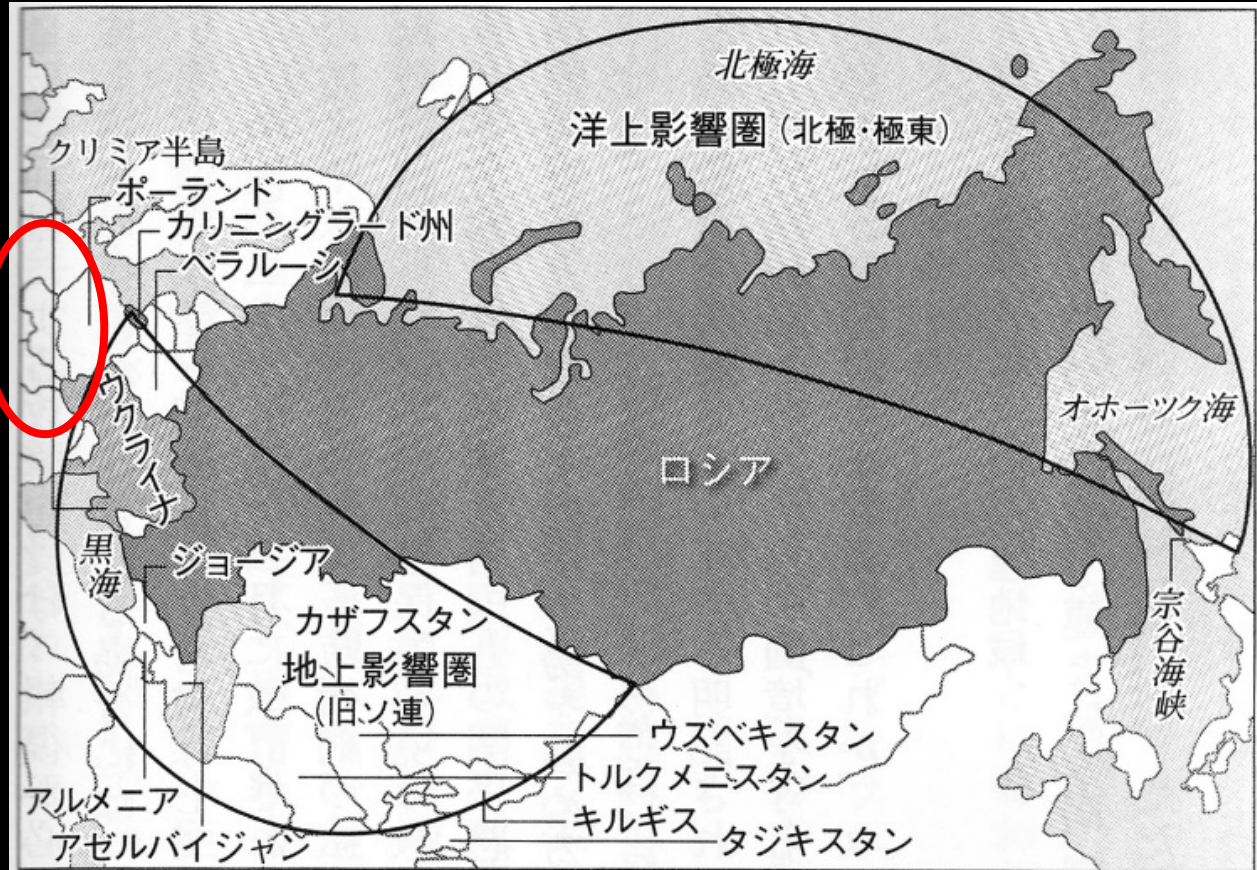 北極海
洋上影響圏（北極・極東）
クリミア半島
ポーランド
カリニングラード州
ベラルーシ
ウクライナ
オホーツク海
ロシア
黒海
ジョージア
カザフスタン
地上影響圏
（旧ソ連）
宗谷海峡
ウズベキスタン
トルクメニスタン
アルメニア
キルギス
アゼルバイジャン
タジキスタン